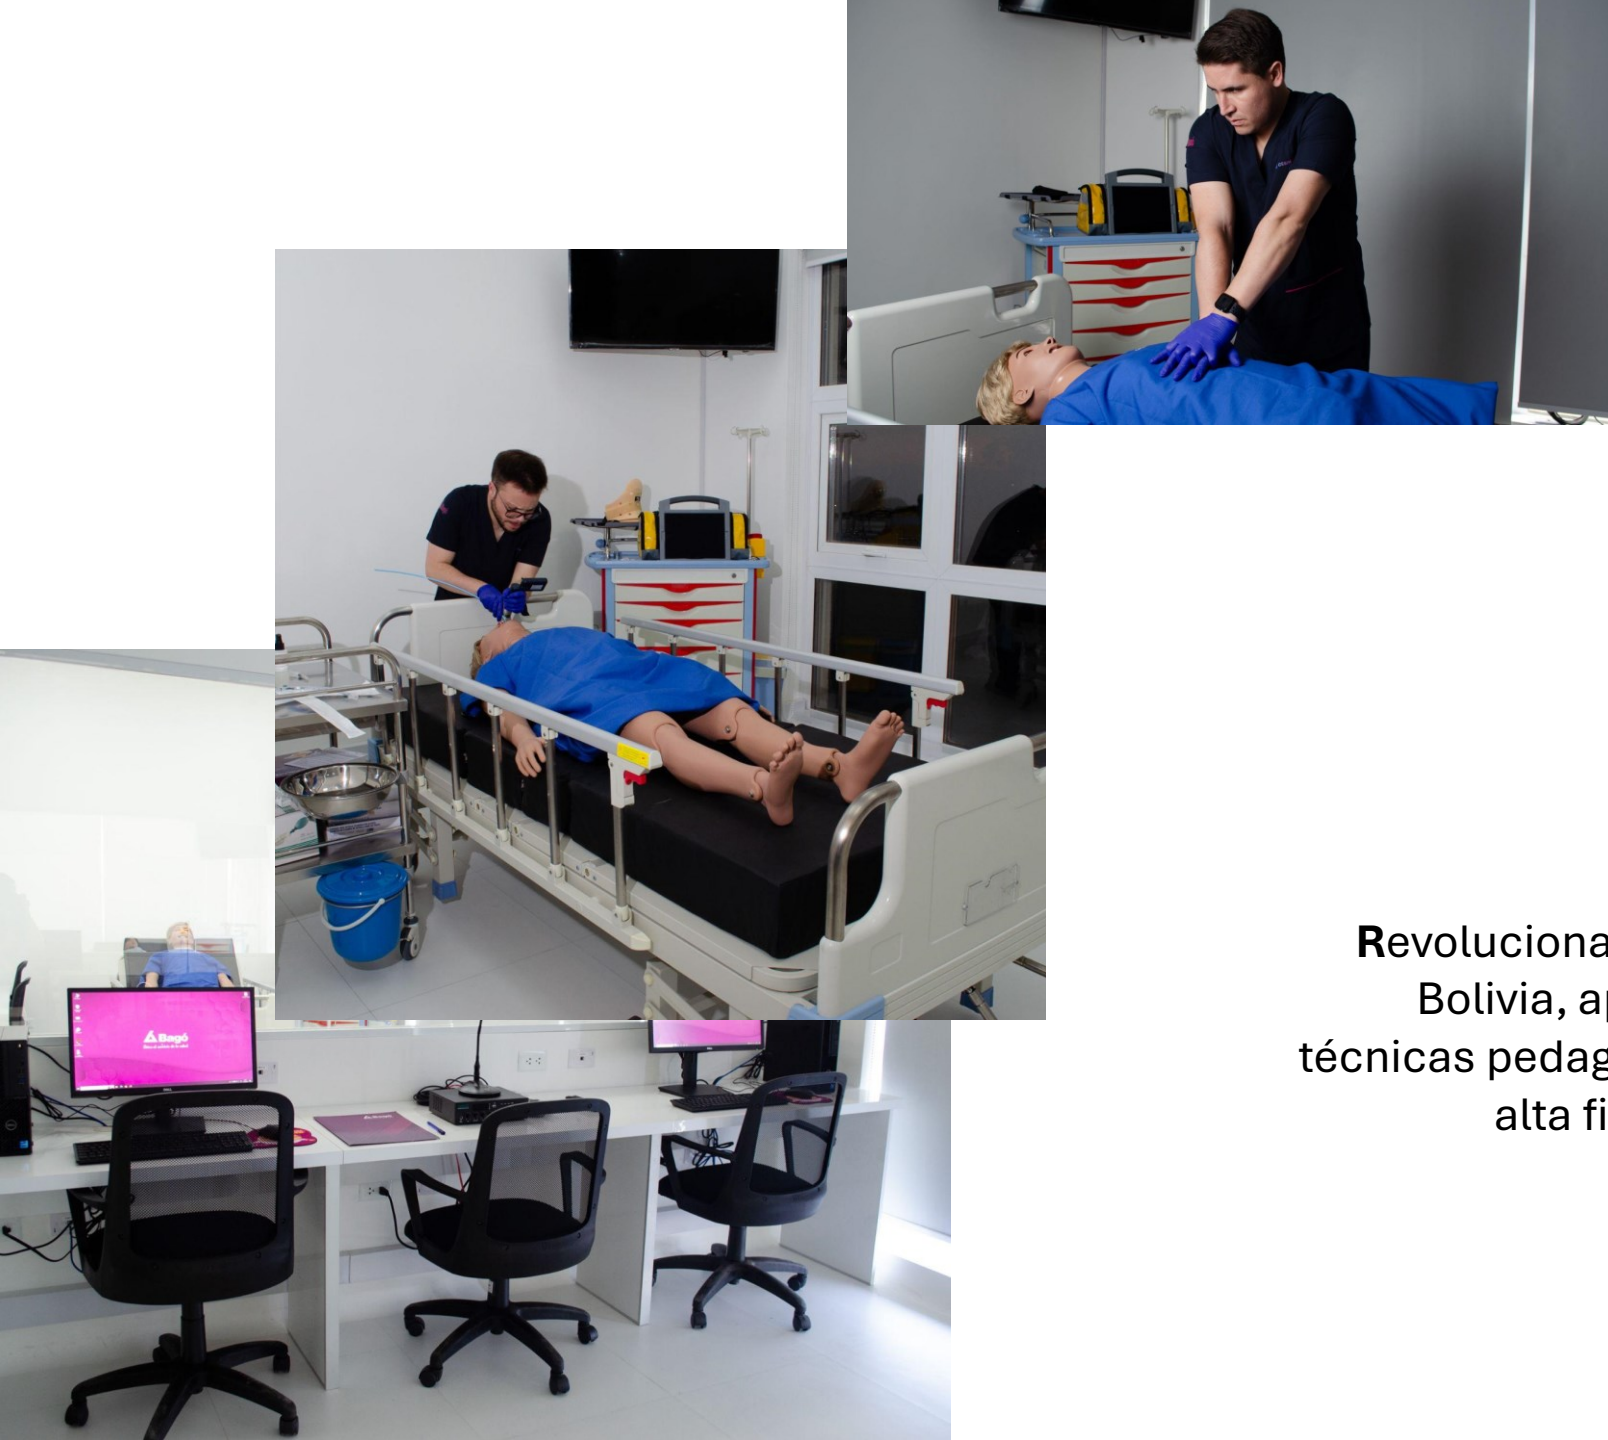 Bagó
Revoluciona
Bolivia, a
técnicas pedag
alta fi